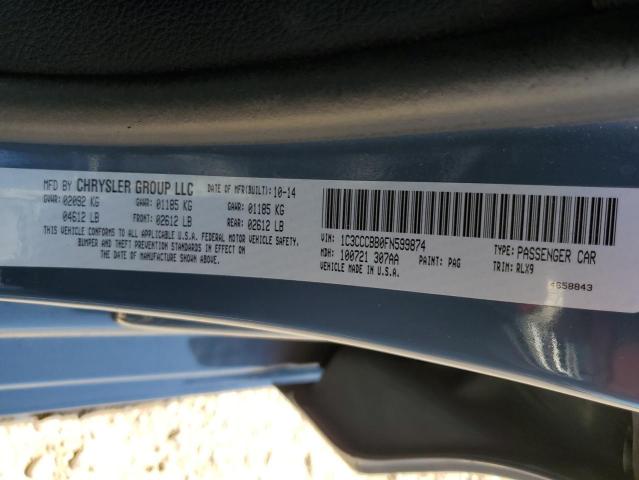 MFD BY CHRYSLER GROUP LLC DATE OF MFR(BUILT): 10-14
GVWR: 02092 KG GAWR: 01185 KG GAWR: 01185 KG
04612 LB FRONT: 02612 LB REAR: 02612 LB
THIS VEHICLE CONFORMS TO ALL APPLICABLE U.S.A. FEDERAL MOTOR VEHICLE SAFETY,
BUMPER AND THEFT PREVENTION STANDARDS IN EFFECT ON
THE DATE OF MANUFACTURE SHOWN ABOVE.
VIN: 1C3CCCBB0FN599874 TYPE: PASSENGER CAR
MDH: 100721 307AA PAINT: PAG TRIM: RLX9
VEHICLE MADE IN U.S.A.
4658843